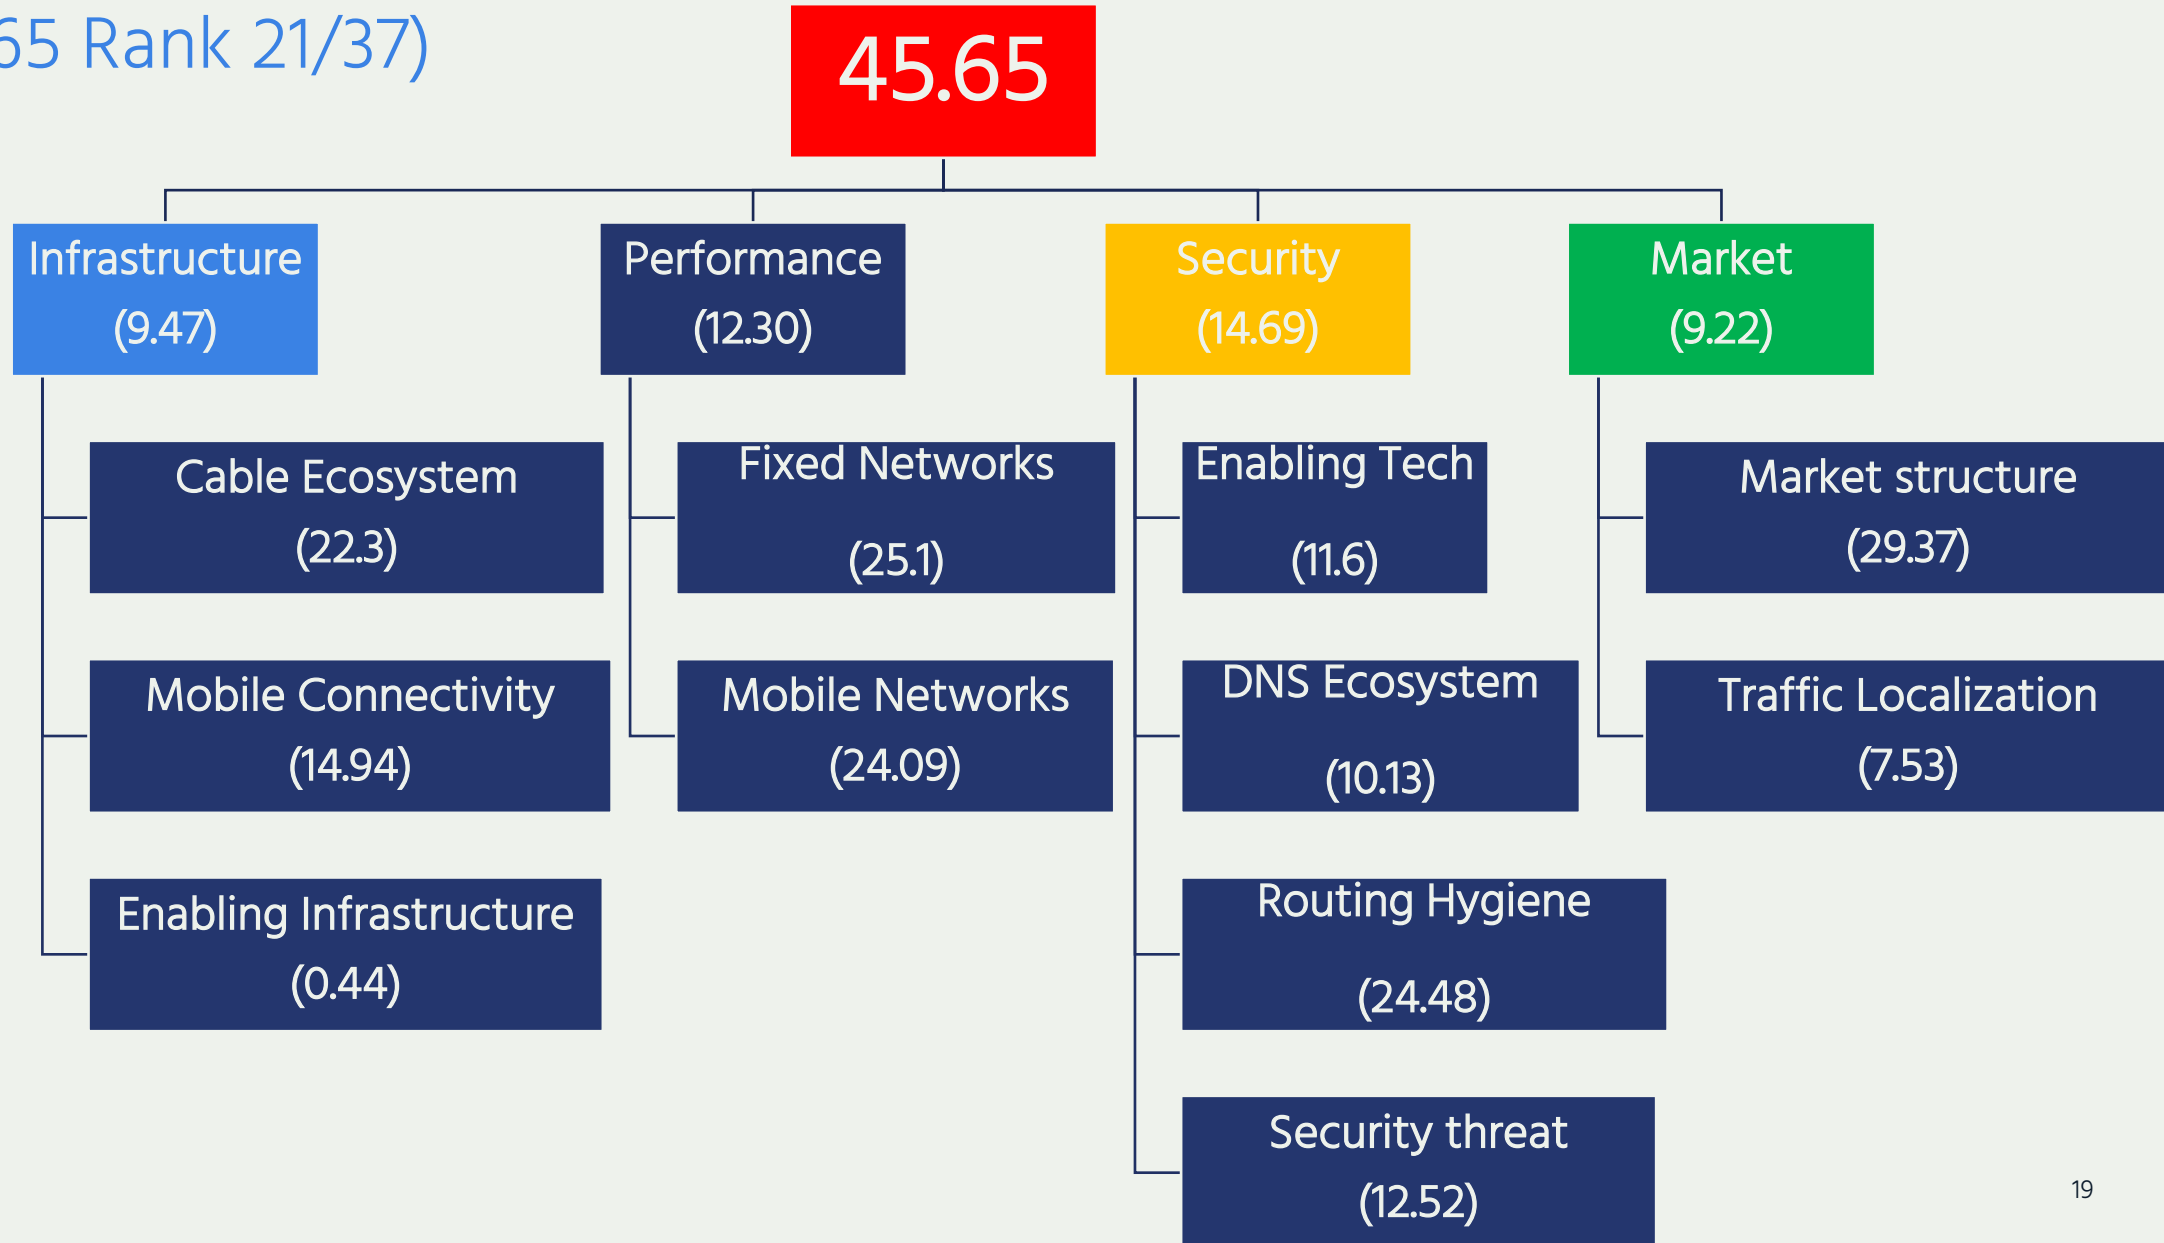 65 Rank 21/37)
45.65
Infrastructure
(9.47)
Performance
(12.30)
Security
(14.69)
Market
(9.22)
Cable Ecosystem
(22.3)
Mobile Connectivity
(14.94)
Enabling Infrastructure
(0.44)
Fixed Networks
(25.1)
Mobile Networks
(24.09)
Enabling Tech
(11.6)
DNS Ecosystem
(10.13)
Routing Hygiene
(24.48)
Security threat
(12.52)
Market structure
(29.37)
Traffic Localization
(7.53)
19